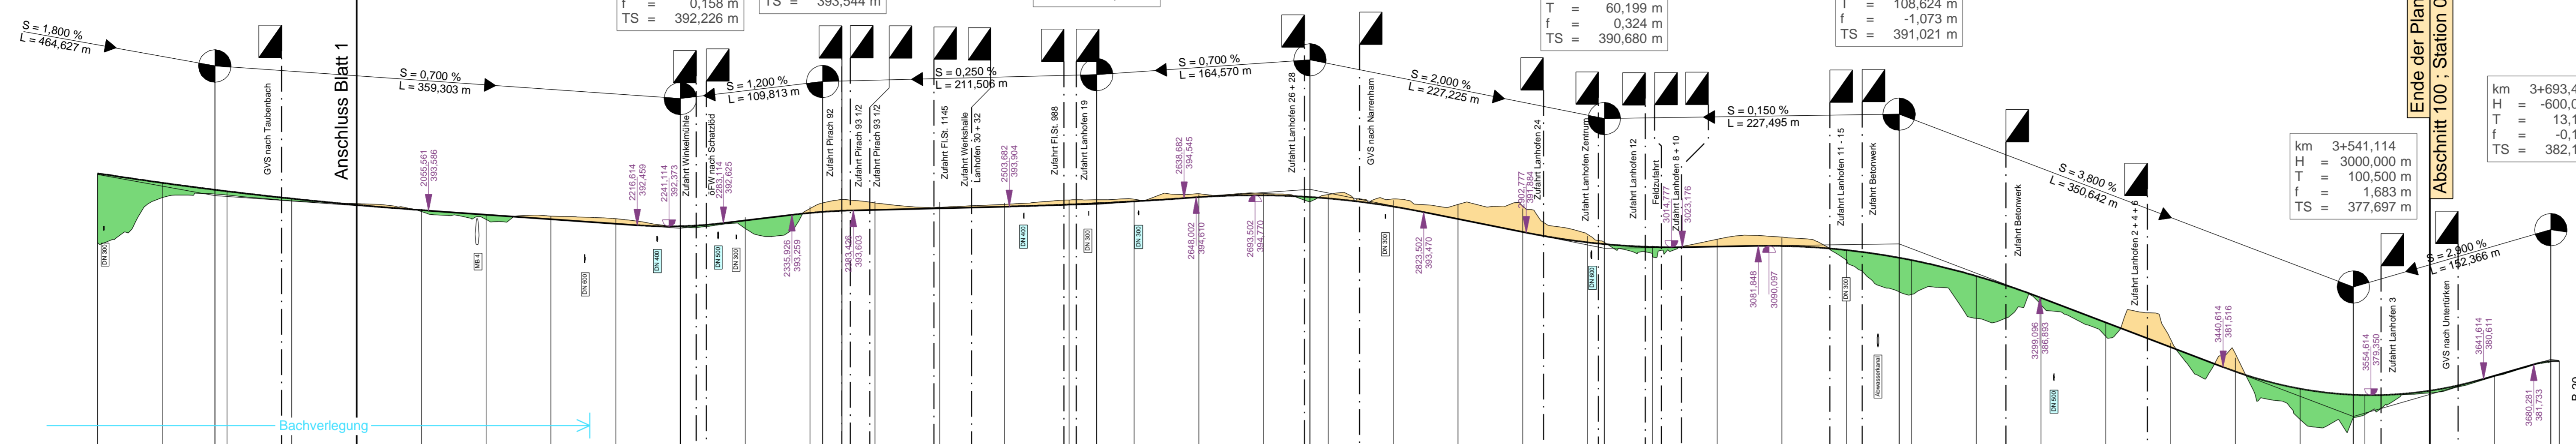 f = 0,158 m
TS = 392,226 m
TS = 393,544 m
T = 60,199 m
f = 0,324 m
TS = 390,680 m
T = 108,624 m
f = -1,073 m
TS = 391,021 m
S = 1,800 %
L = 464,627 m
S = 0,700 %
L = 359,303 m
S = 1,200 %
L = 109,813 m
S = 0,250 %
L = 211,506 m
S = 0,700 %
L = 164,570 m
S = 2,000 %
L = 227,225 m
S = 0,150 %
L = 227,495 m
S = 3,800 %
L = 350,642 m
S = 2,900 %
L = 152,366 m
km 3+541,114
H = 3000,000 m
T = 100,500 m
f = 1,683 m
TS = 377,697 m
km 3+693,4
H = -600,0
T = 13,1
f = -0,1
TS = 382,1
Ende der Plan
Abschnitt 100 ; Station 0
Anschluss Blatt 1
GVS nach Taubenbach
Zufahrt Winkelmühle
öFW nach Schatzlöd
Zufahrt Pirach 92
Zufahrt Pirach 93 1/2
Zufahrt Pirach 93 1/2
Zufahrt Fl.St. 1145
Zufahrt Werkshalle
Lanhofen 30 + 32
Zufahrt Fl.St. 988
Zufahrt Lanhofen 19
Zufahrt Lanhofen 26 + 28
GVS nach Narrenham
Zufahrt Lanhofen 24
Zufahrt Lanhofen Zentrum
Zufahrt Lanhofen 12
Feldzufahrt
Zufahrt Lanhofen 8 + 10
Zufahrt Lanhofen 11 - 15
Zufahrt Betonwerk
Zufahrt Betonwerk
Zufahrt Lanhofen 2 + 4 + 6
Zufahrt Lanhofen 3
GVS nach Untertürken
2055,561
393,586
2216,614
392,459
2241,114
392,373
2283,114
392,625
2335,926
393,259
2383,426
393,603
2503,682
393,904
2638,682
394,545
2648,002
394,610
2693,502
394,770
2823,502
393,470
2902,777
391,884
3014,777
3023,176
3081,848
3090,097
3299,096
386,893
3440,614
381,516
3554,614
379,350
3641,614
380,611
3680,281
381,733
DN 300
MB 4
DN 600
DN 400
DN 500
DN 300
DN 400
DN 300
DN 300
DN 300
DN 600
DN 300
Abwasserkanal
DN 500
Bachverlegung
B 20